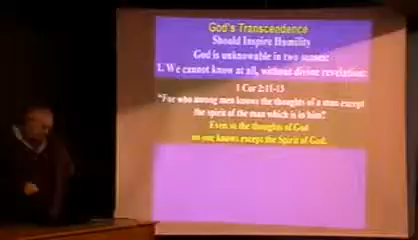 God's Transcendence
Should Inspire Humility
God is unknowable in two senses:
1. We cannot know at all, without divine revelation:
1 Cor 2:11-13
"For who among men knows the thoughts of a man except
the spirit of the man which is in him?
Even so the thoughts of God
no one knows except the Spirit of God.